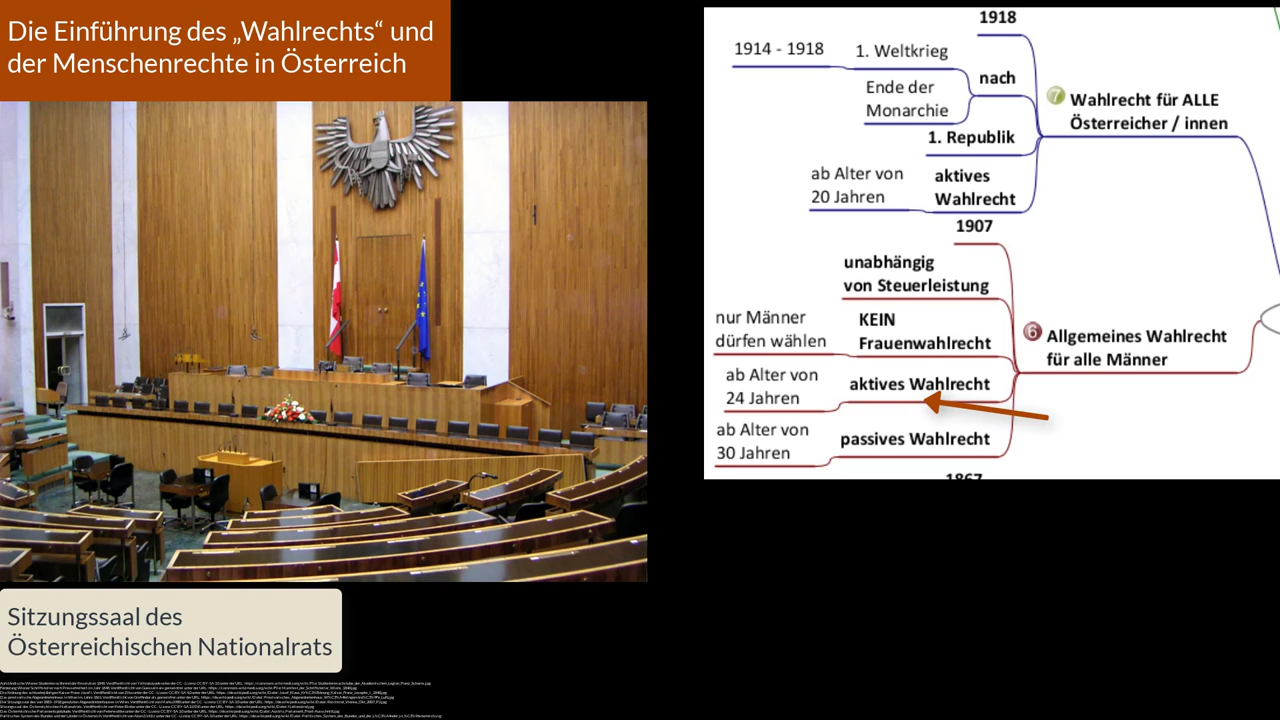 Die Einführung des „Wahlrechts“ und
der Menschenrechte in Österreich
Sitzungssaal des
Österreichischen Nationalrats
1918
1914 - 1918
1. Weltkrieg
nach
Ende der
Monarchie
1. Republik
ab Alter von
20 Jahren
aktives
Wahlrecht
7 Wahlrecht für ALLE
Österreicher / innen
1907
unabhängig
von Steuerleistung
nur Männer
dürfen wählen
KEIN
Frauenwahlrecht
ab Alter von
24 Jahren
aktives Wahlrecht
ab Alter von
30 Jahren
passives Wahlrecht
6 Allgemeines Wahlrecht
für alle Männer
1867